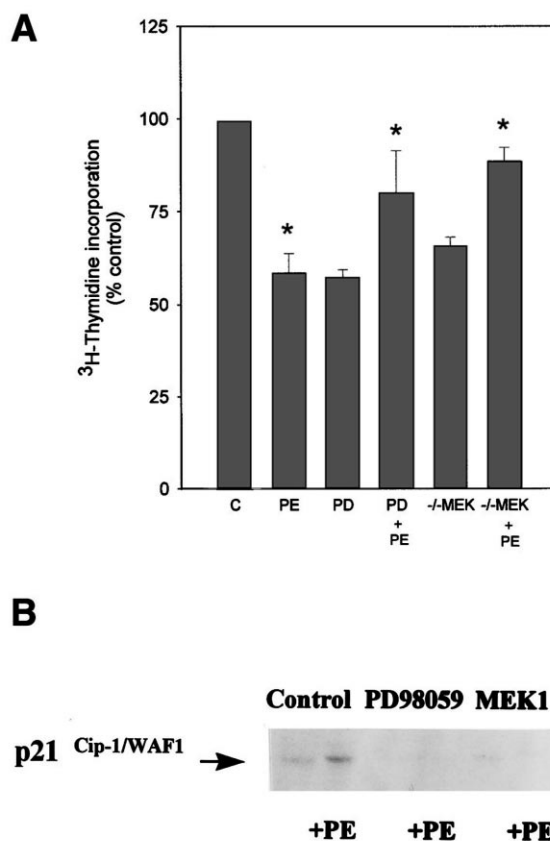 A
³H-Thymidine incorporation
(% control)
125
100
75
50
25
0
*
*
*
C PE PD PD + PE -/-MEK -/-MEK + PE
B
Control PD98059 MEK1
p21 Cip-1/WAF1
+PE +PE +PE